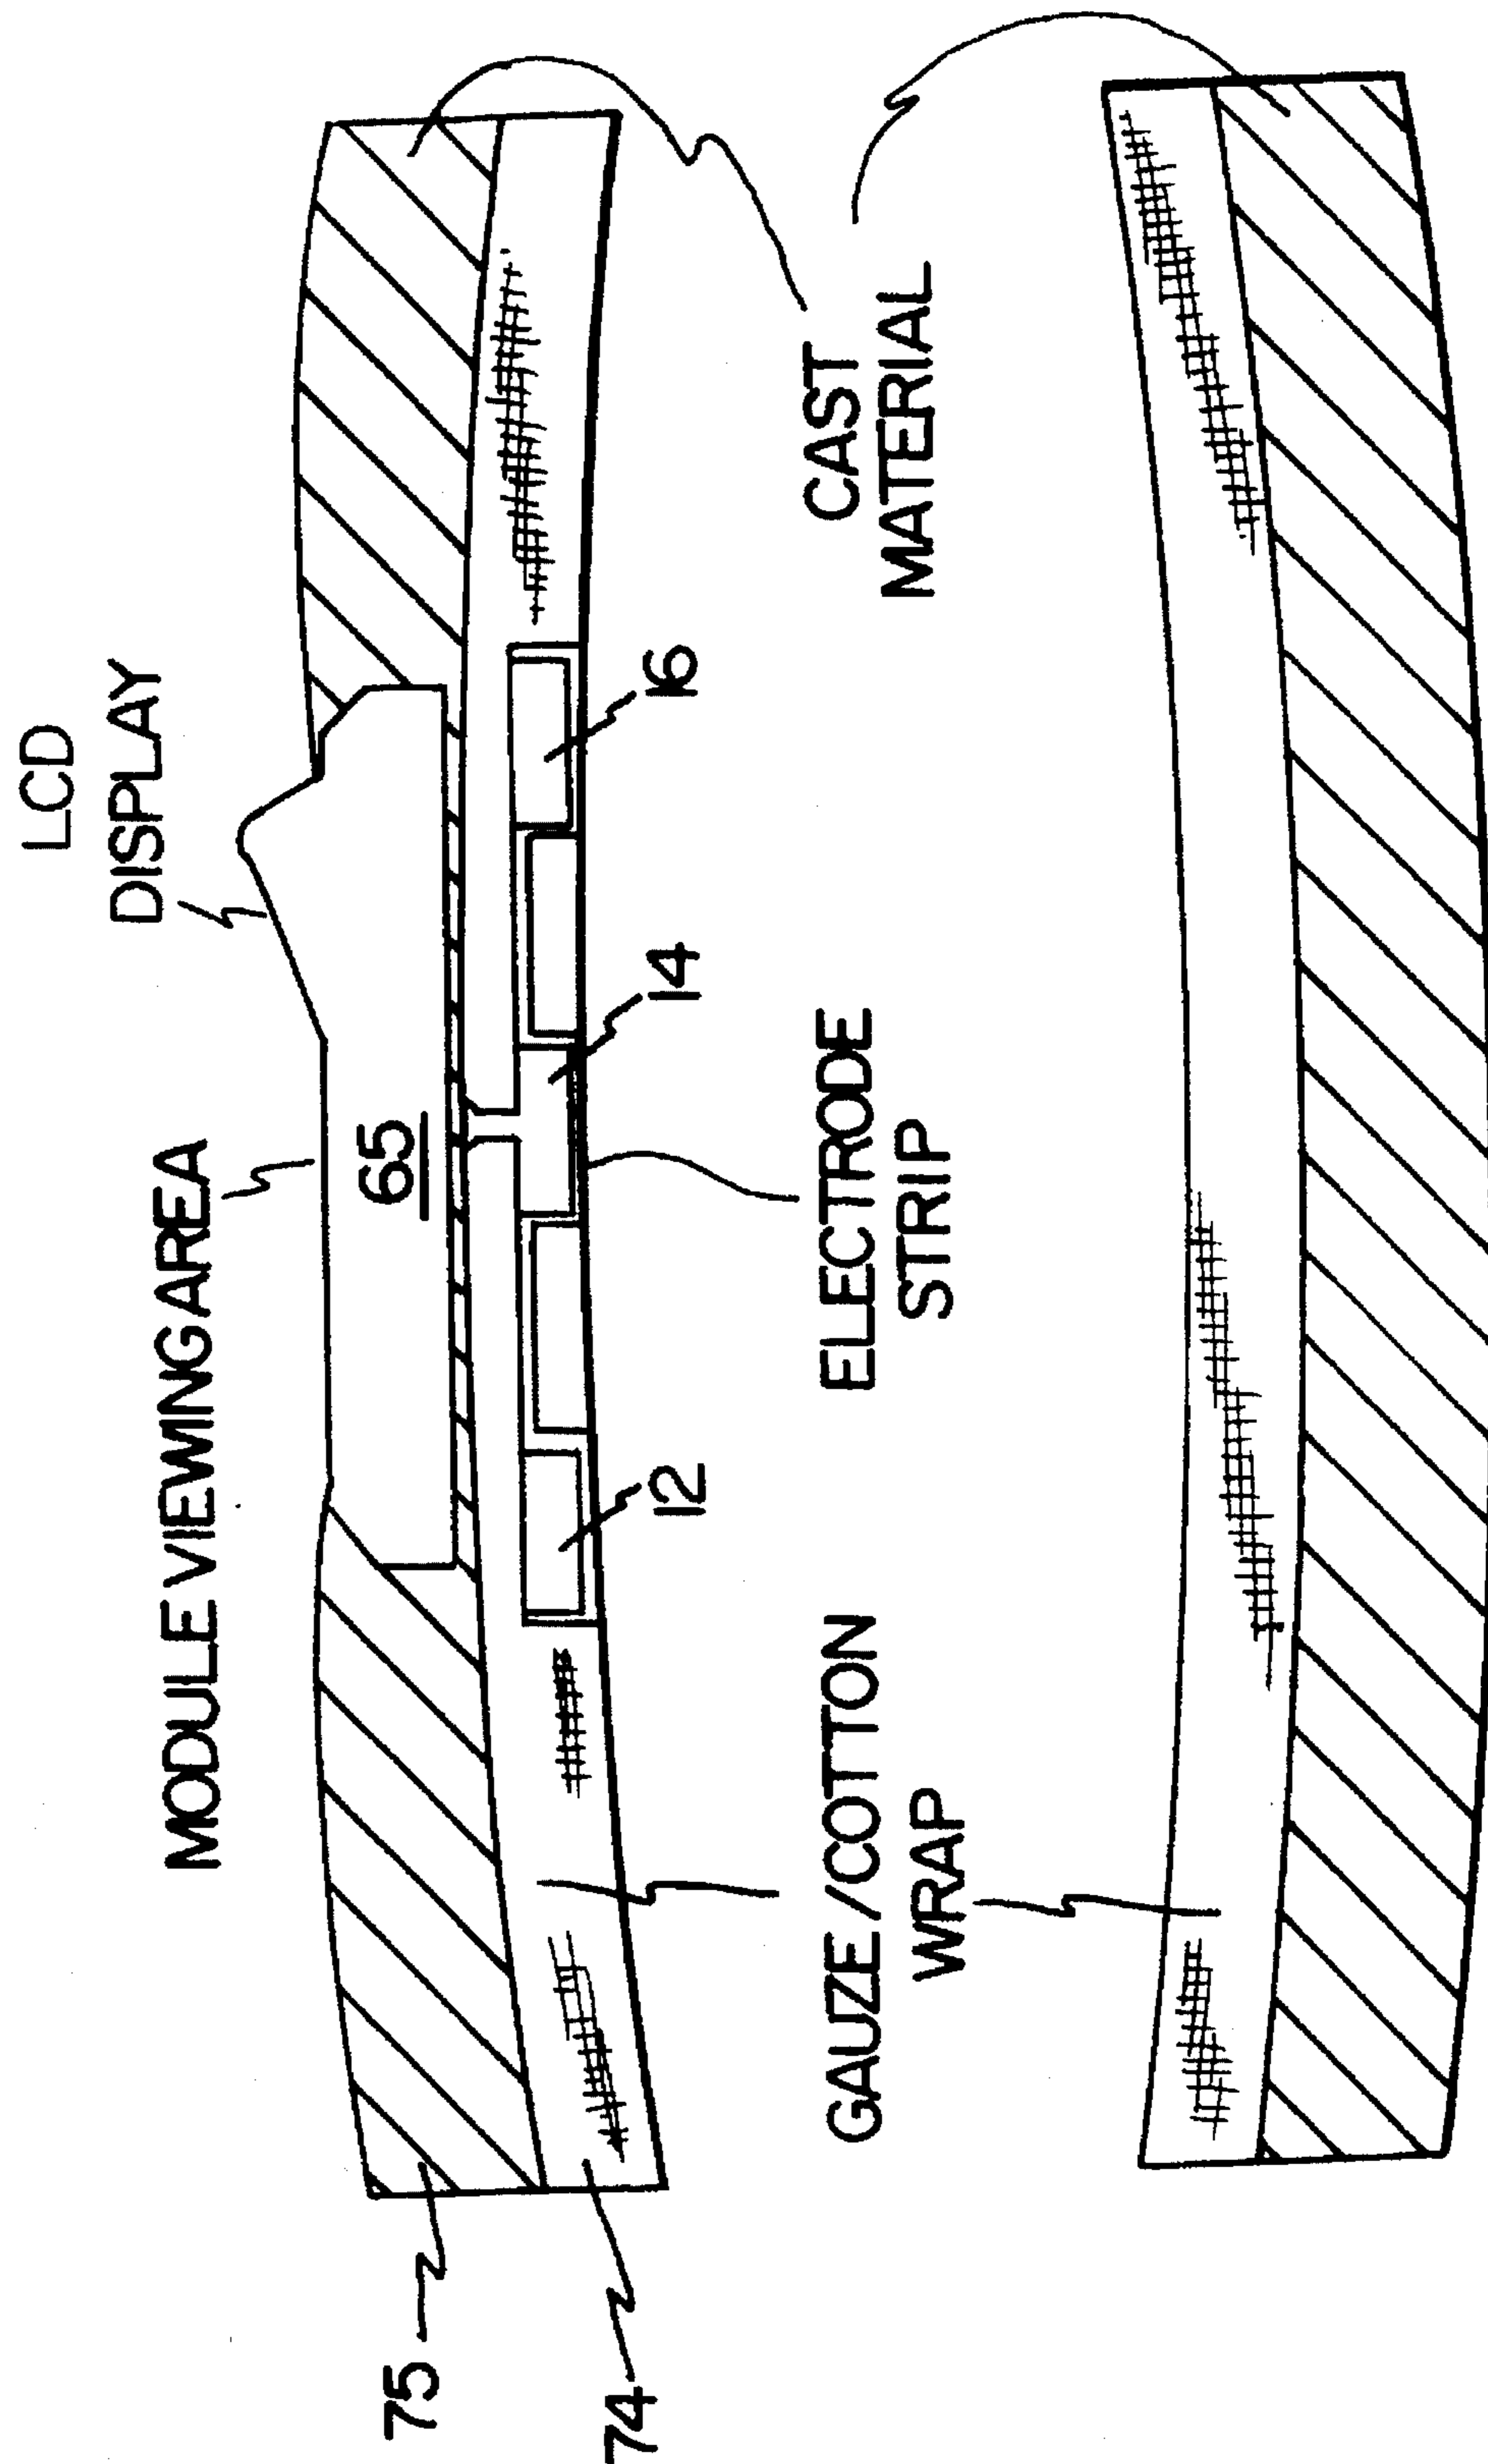 LCD
DISPLAY
MODULE VIEWING AREA
65
75
74
12
14
16
GAUZE/COTTON
WRAP
ELECTRODE
STRIP
CAST
MATERIAL